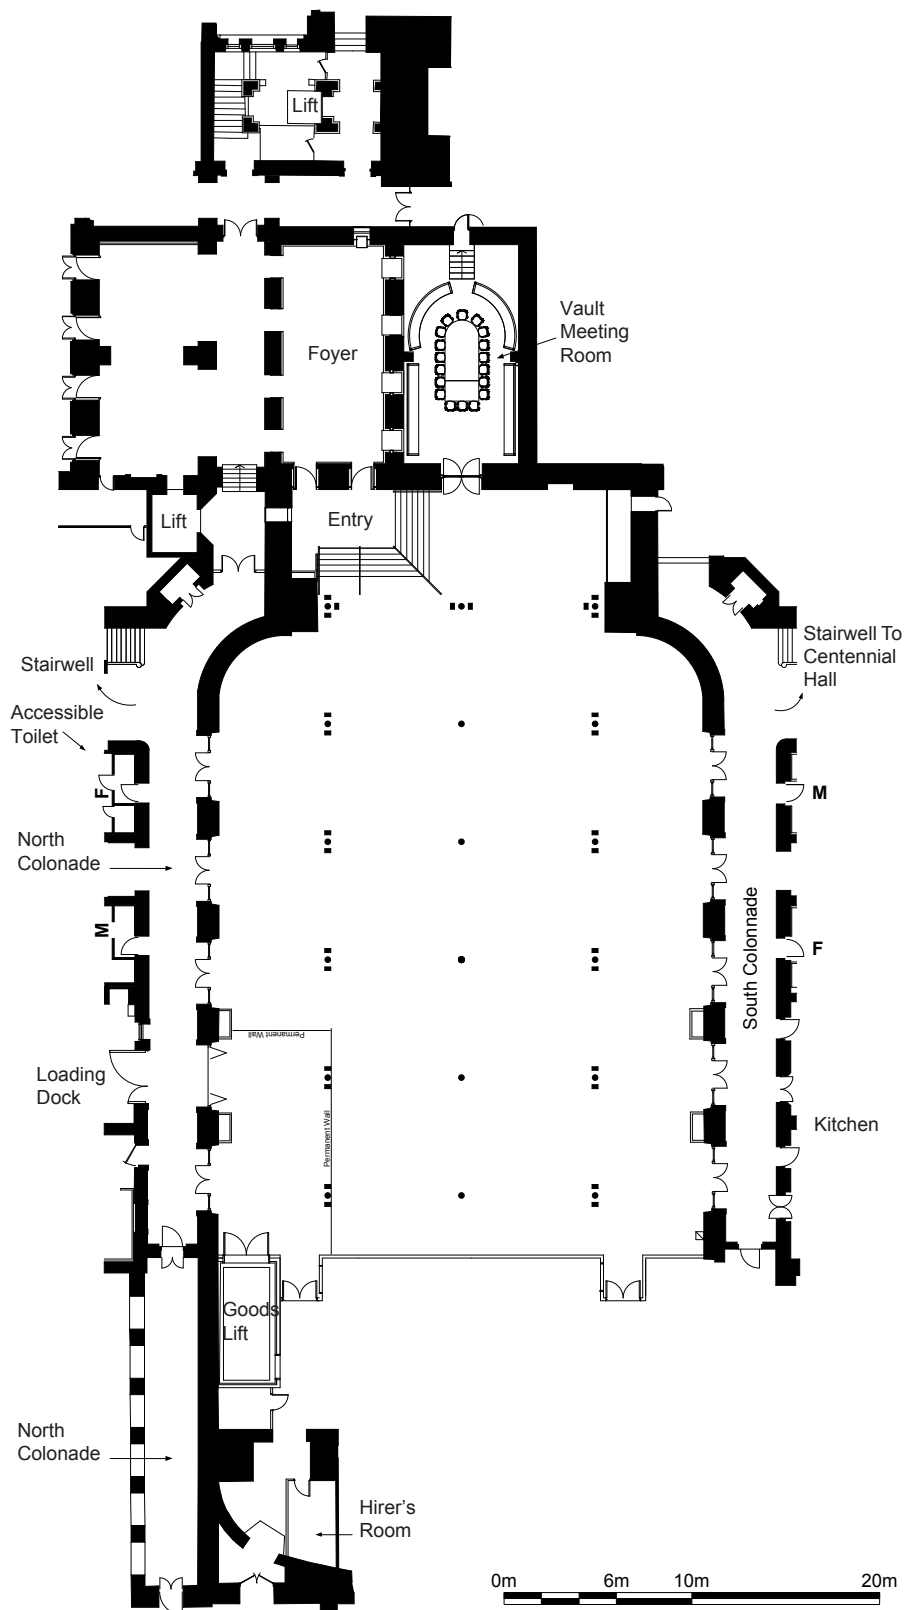 Lift
Vault
Meeting
Room
Foyer
Lift
Entry
Stairwell
Stairwell To
Centennial
Hall
Accessible
Toilet
F
M
North
Colonade
M
F
South Colonnade
Permanent Wall
Loading
Dock
Permanent Wall
Kitchen
Goods
Lift
North
Colonade
Hirer's
Room
0m 6m 10m 20m